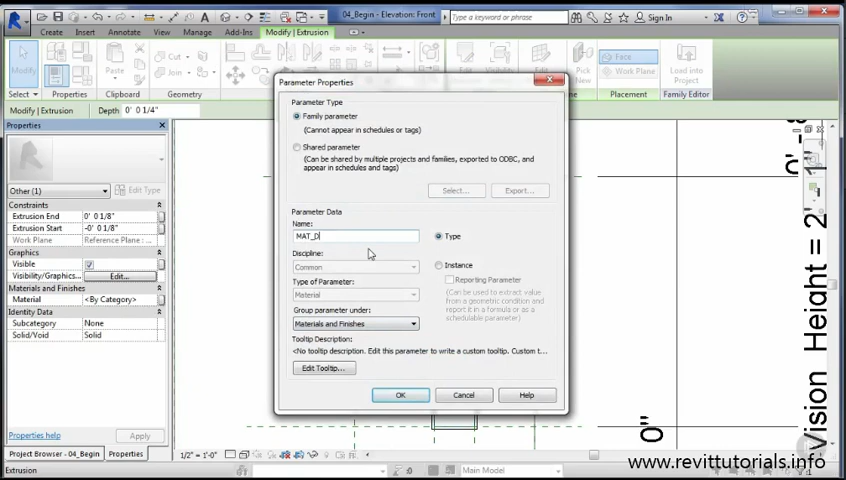 04_Begin - Elevation: Front
Type a keyword or phrase
Sign In
Create Insert Annotate View Manage Add-Ins Modify | Extrusion
Modify
Paste
Cut
Join
Face
Work Plane
Pick New
Load into Project
Select Properties Clipboard Geometry
Placement Family Editor
Modify | Extrusion Depth 0' 0 1/4"
Properties
Other (1) Edit Type
Constraints
Extrusion End 0' 0 1/8"
Extrusion Start -0' 0 1/8"
Work Plane Reference Plane
Graphics
Visible
Visibility/Graphics... Edit...
Materials and Finishes
Material <By Category>
Identity Data
Subcategory None
Solid/Void Solid
Properties help Apply
Project Browser - 04_Begin Properties
Parameter Properties
Parameter Type
Family parameter
(Cannot appear in schedules or tags)
Shared parameter
(Can be shared by multiple projects and families, exported to ODBC, and
appear in schedules and tags)
Select... Export...
Parameter Data
Name:
MAT_D
Type
Discipline:
Common
Instance
Reporting Parameter
(Can be used to extract value
from a geometric condition and
report it in a formula or as a
schedulable parameter)
Type of Parameter:
Material
Group parameter under:
Materials and Finishes
Tooltip Description:
<No tooltip description. Edit this parameter to write a custom tooltip. Custom t...
Edit Tooltip...
OK Cancel Help
Vision Height = 2' - 
0"
1/2" = 1'-0"
www.revittutorials.info
Extrusion
:0
Main Model